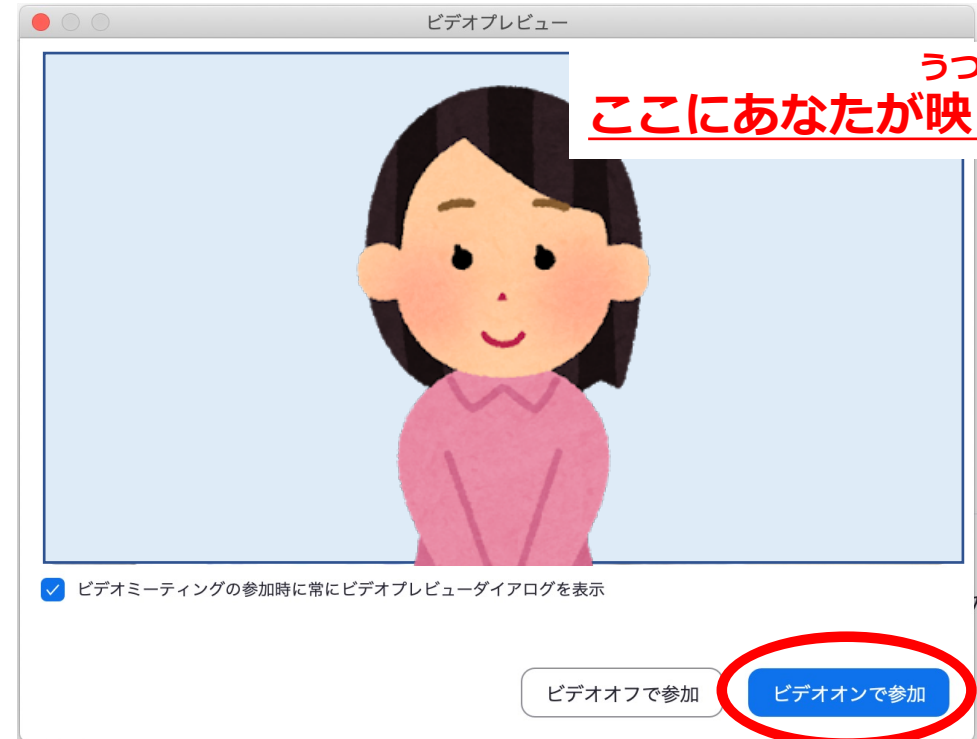 ビデオプレビュー
うつ
ここにあなたが映
ビデオミーティングの参加時に常にビデオプレビューダイアログを表示
ビデオオフで参加
ビデオオンで参加